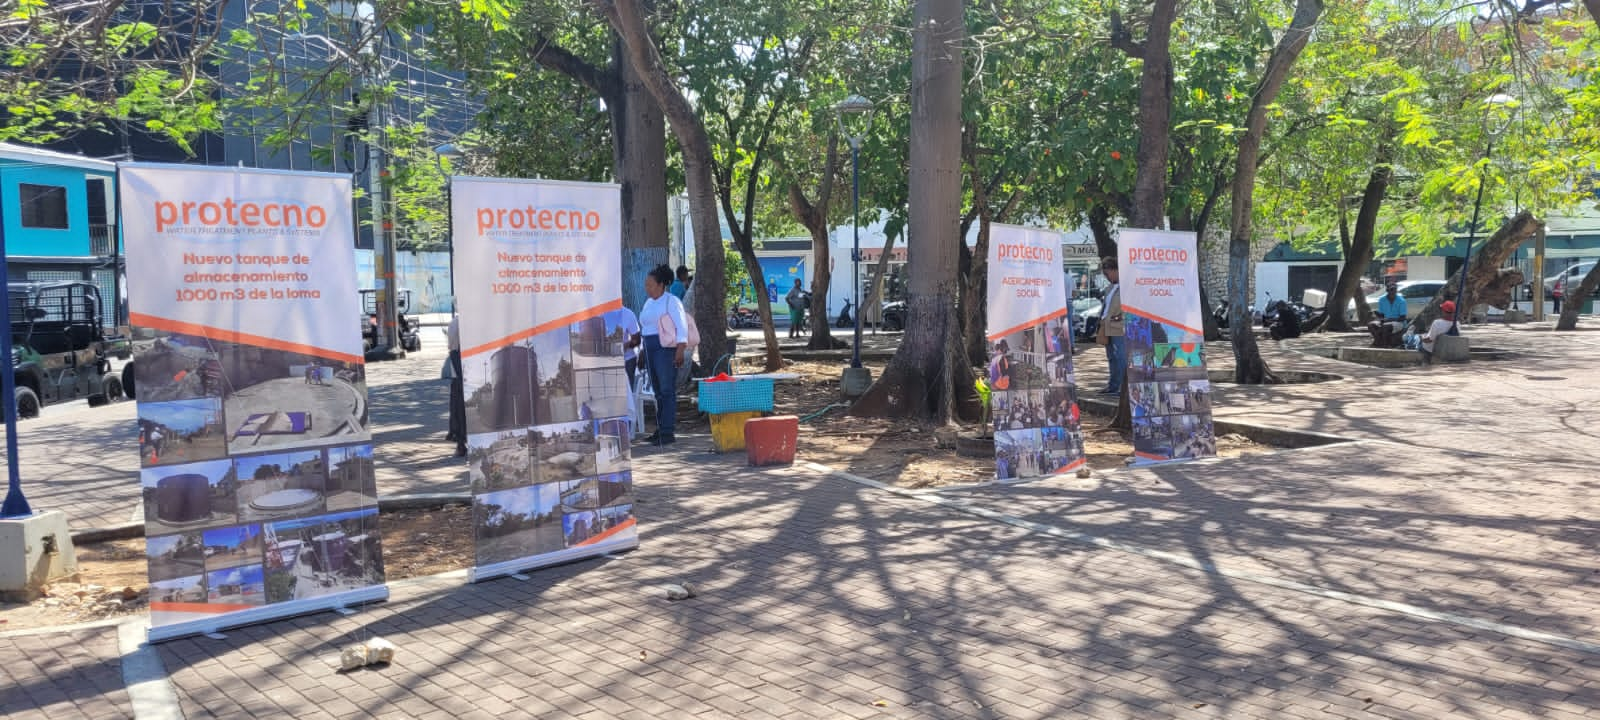 protecno
WATER TREATMENT PLANTS & SYSTEMS
Nuevo tanque de
almacenamiento
1000 m3 de la loma
protecno
WATER TREATMENT PLANTS & SYSTEMS
Nuevo tanque de
almacenamiento
1000 m3 de la loma
protecno
ACERCAMIENTO
SOCIAL
protecno
ACERCAMIENTO
SOCIAL